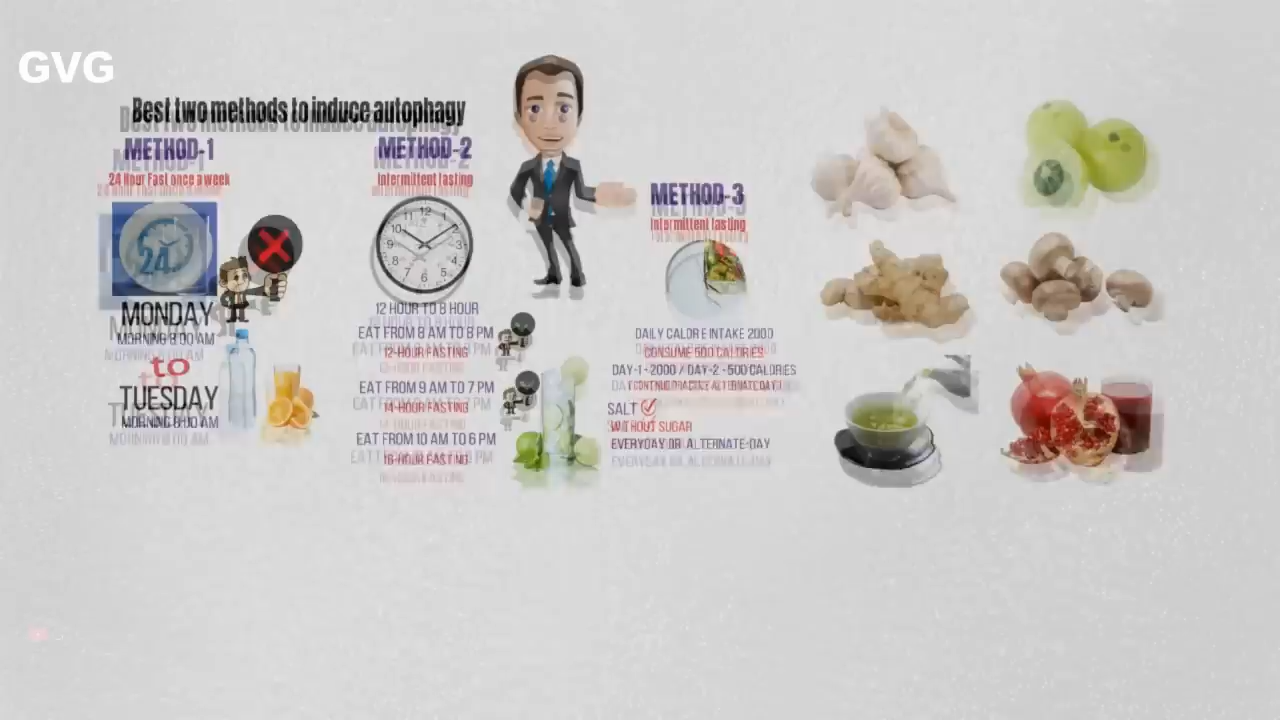 GVG
Best two methods to induce autophagy
METHOD-1
24 Hour Fast once a week
24
MONDAY
MORNING 8:00 AM
to
TUESDAY
MORNING 8:00 AM
METHOD-2
Intermittent fasting
12 HOUR TO 8 HOUR
EAT FROM 8 AM TO 8 PM
12-HOUR FASTING
EAT FROM 9 AM TO 7 PM
14-HOUR FASTING
EAT FROM 10 AM TO 6 PM
16-HOUR FASTING
METHOD-3
Intermittent fasting
DAILY CALORIE INTAKE 2000
CONSUME 500 CALORIES
DAY-1-2000 / DAY-2 -500 CALORIES
SALT
WITHOUT SUGAR
EVERYDAY OR ALTERNATE-DAY